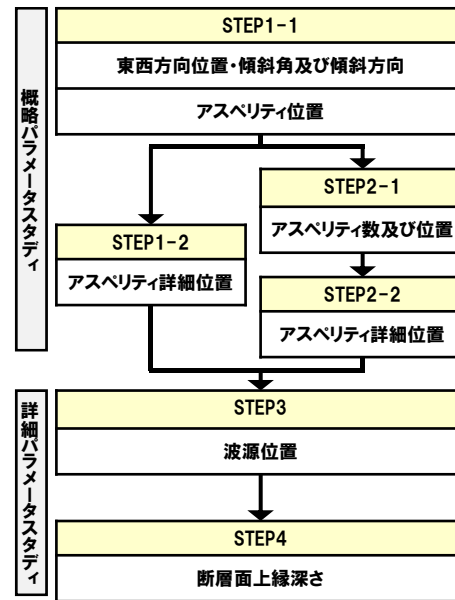 概略パラメータスタディ
STEP1-1
東西方向位置・傾斜角及び傾斜方向
アスペリティ位置
STEP1-2
アスペリティ詳細位置
STEP2-1
アスペリティ数及び位置
STEP2-2
アスペリティ詳細位置
詳細パラメータスタディ
STEP3
波源位置
STEP4
断層面上縁深さ